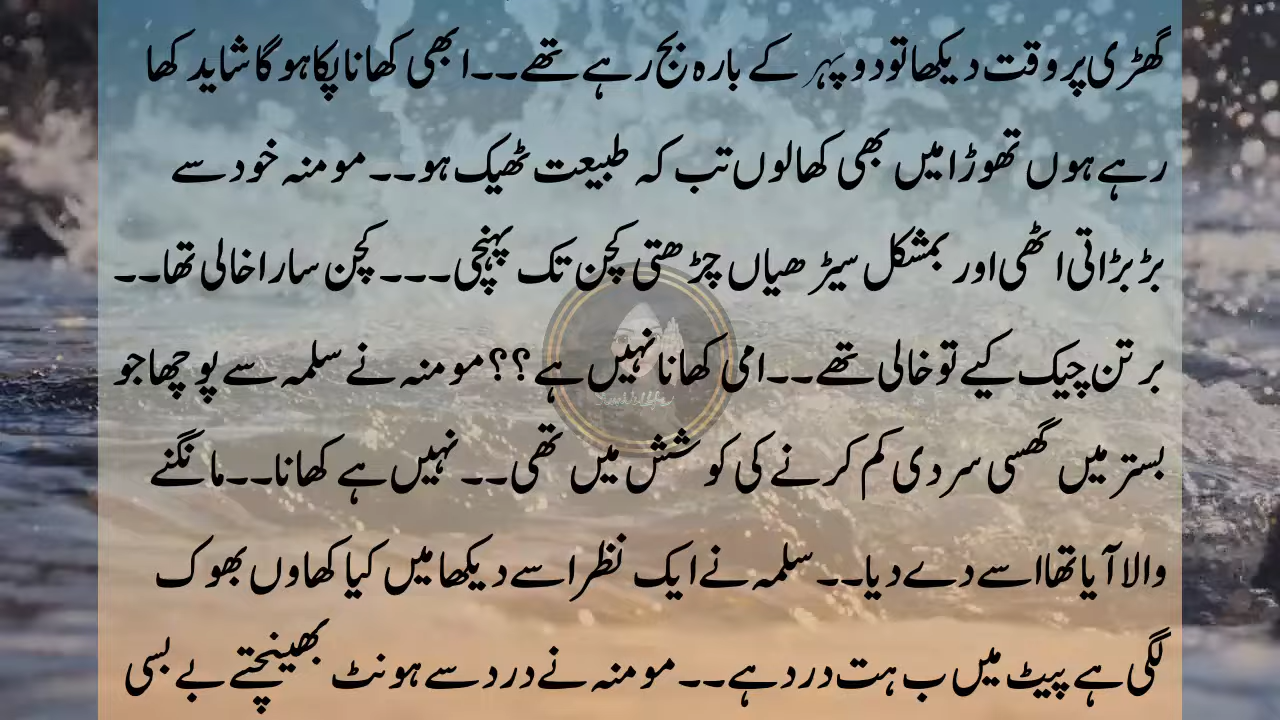 گھڑی پر وقت دیکھا تو دوپہر کے بارہ بج رہے تھے۔۔ ابھی کھانا پکا ہو گا شاید کھا
رہے ہوں تھوڑا میں بھی کھا لوں تب کہ طبیعت ٹھیک ہو۔۔ مومنہ خود سے
بڑبڑاتی اٹھی اور بمشکل سیڑھیاں چڑھتی کچن تک پہنچی۔۔۔ کچن سارا خالی تھا۔۔
برتن چیک کیے تو خالی تھے۔۔ امی کھانا نہیں ہے؟؟ مومنہ نے سلمہ سے پوچھا جو
بستر میں گھسی سردی کم کرنے کی کوشش میں تھی۔۔ نہیں ہے کھانا۔۔ مانگنے
والا آیا تھا اسے دے دیا۔۔ سلمہ نے ایک نظر اسے دیکھا میں کیا کھاوں بھوک
لگی ہے پیٹ میں ب ہت درد ہے۔۔ مومنہ نے درد سے ہونٹ بھینچتے بے بسی